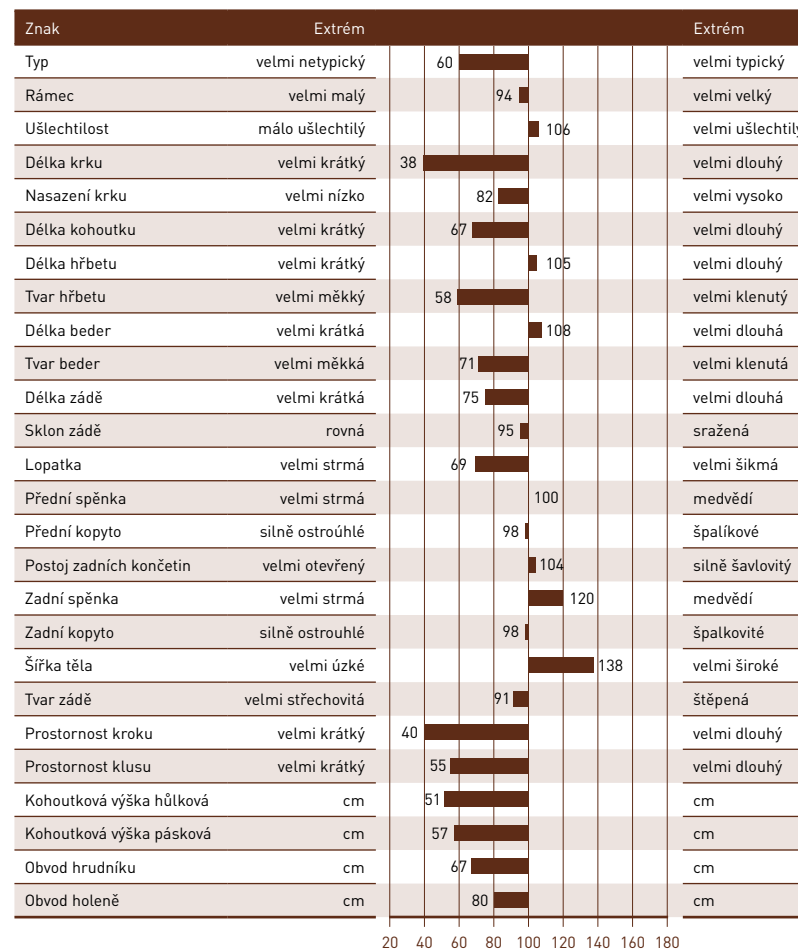 Znak Extrém Extrém
Typ velmi netypický 60 velmi typický
Rámec velmi malý 94 velmi velký
Ušlechtilost málo ušlechtilý 106 velmi ušlechtilý
Délka krku velmi krátký 38 velmi dlouhý
Nasazení krku velmi nízko 82 velmi vysoko
Délka kohoutku velmi krátký 67 velmi dlouhý
Délka hřbetu velmi krátký 105 velmi dlouhý
Tvar hřbetu velmi měkký 58 velmi klenutý
Délka beder velmi krátká 108 velmi dlouhá
Tvar beder velmi měkká 71 velmi klenutá
Délka zádě velmi krátká 75 velmi dlouhá
Sklon zádě rovná 95 sražená
Lopatka velmi strmá 69 velmi šikmá
Přední spěnka velmi strmá 100 medvědí
Přední kopyto silně ostroúhlé 98 špalíkové
Postoj zadních končetin velmi otevřený 104 silně šavlovitý
Zadní spěnka velmi strmá 120 medvědí
Zadní kopyto silně ostrouhlé 98 špalkovité
Šířka těla velmi úzké 138 velmi široké
Tvar zádě velmi střechovitá 91 štěpená
Prostornost kroku velmi krátký 40 velmi dlouhý
Prostornost klusu velmi krátký 55 velmi dlouhý
Kohoutková výška hůlková cm 51 cm
Kohoutková výška pásková cm 57 cm
Obvod hrudníku cm 67 cm
Obvod holeně cm 80 cm
20 40 60 80 100 120 140 160 180